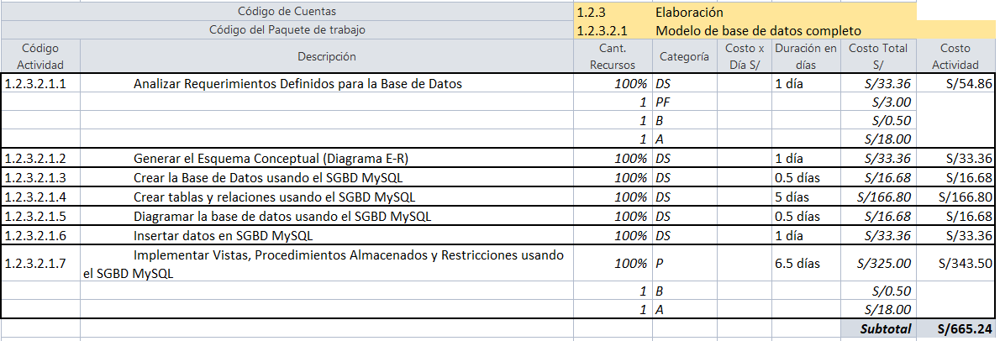 Código de Cuentas 1.2.3 Elaboración
Código del Paquete de trabajo 1.2.3.2.1 Modelo de base de datos completo
Código Actividad Descripción Cant. Recursos Categoría Costo x Día S/ Duración en días Costo Total S/ Costo Actividad
1.2.3.2.1.1 Analizar Requerimientos Definidos para la Base de Datos 100% DS 1 día S/33.36 S/54.86
1 PF S/3.00
1 B S/0.50
1 A S/18.00
1.2.3.2.1.2 Generar el Esquema Conceptual (Diagrama E-R) 100% DS 1 día S/33.36 S/33.36
1.2.3.2.1.3 Crear la Base de Datos usando el SGBD MySQL 100% DS 0.5 días S/16.68 S/16.68
1.2.3.2.1.4 Crear tablas y relaciones usando el SGBD MySQL 100% DS 5 días S/166.80 S/166.80
1.2.3.2.1.5 Diagramar la base de datos usando el SGBD MySQL 100% DS 0.5 días S/16.68 S/16.68
1.2.3.2.1.6 Insertar datos en SGBD MySQL 100% DS 1 día S/33.36 S/33.36
1.2.3.2.1.7 Implementar Vistas, Procedimientos Almacenados y Restricciones usando el SGBD MySQL 100% P 6.5 días S/325.00 S/343.50
1 B S/0.50
1 A S/18.00
Subtotal S/665.24